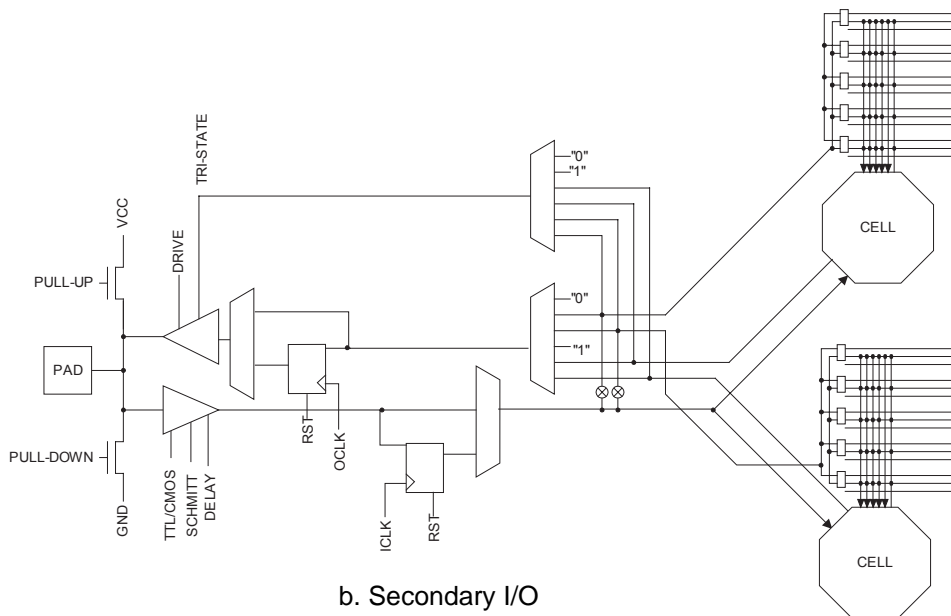 "0"
"1"
TRI-STATE
VCC
DRIVE
CELL
PULL-UP
"0"
"1"
PAD
RST
OCLK
PULL-DOWN
GND
TTL/CMOS
SCHMITT
DELAY
ICLK
RST
CELL
b. Secondary I/O